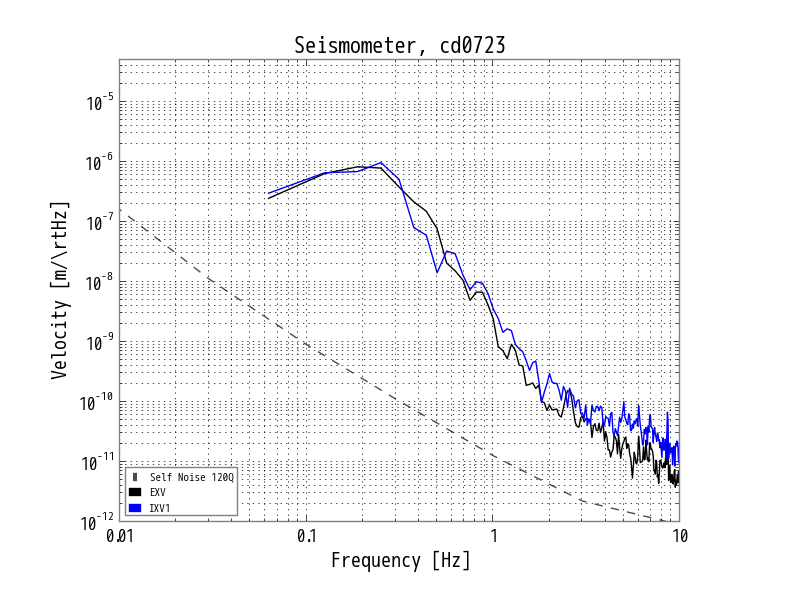 Seismometer, cd0723
Velocity [m/\rtHz]
10^-5
10^-6
10^-7
10^-8
10^-9
10^-10
10^-11
10^-12
Self Noise 120Q
EXV
IXV1
0.01 0.1 1 10
Frequency [Hz]